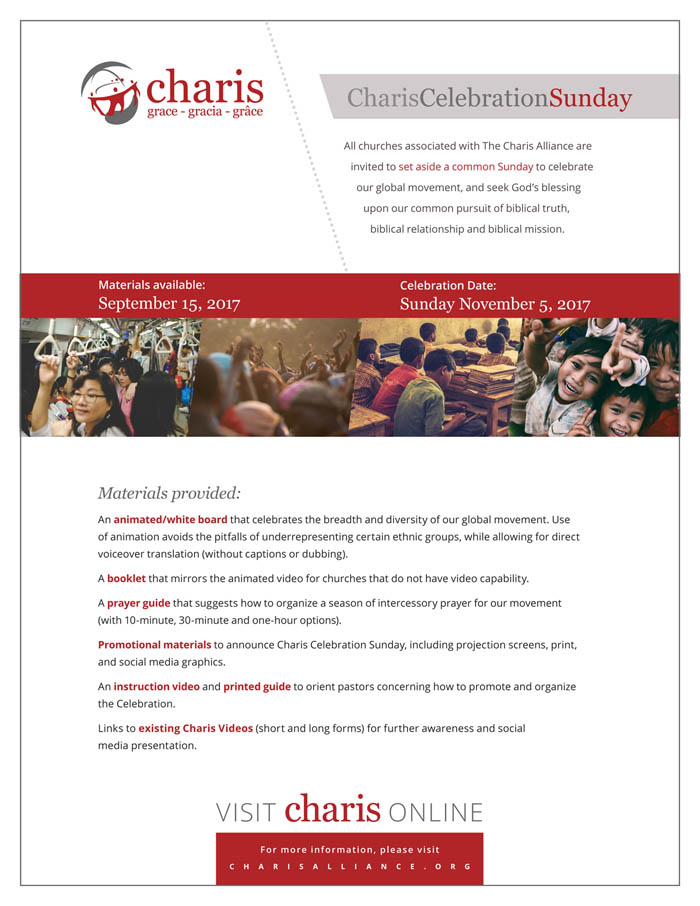 charis
grace - gracia - grâce
CharisCelebrationSunday
All churches associated with The Charis Alliance are
invited to set aside a common Sunday to celebrate
our global movement, and seek God's blessing
upon our common pursuit of biblical truth,
biblical relationship and biblical mission.
Materials available:
September 15, 2017
Celebration Date:
Sunday November 5, 2017
Materials provided:
An animated/white board that celebrates the breadth and diversity of our global movement. Use
of animation avoids the pitfalls of underrepresenting certain ethnic groups, while allowing for direct
voiceover translation (without captions or dubbing).
A booklet that mirrors the animated video for churches that do not have video capability.
A prayer guide that suggests how to organize a season of intercessory prayer for our movement
(with 10-minute, 30-minute and one-hour options).
Promotional materials to announce Charis Celebration Sunday, including projection screens, print,
and social media graphics.
An instruction video and printed guide to orient pastors concerning how to promote and organize
the Celebration.
Links to existing Charis Videos (short and long forms) for further awareness and social
media presentation.
VISIT charis ONLINE
For more information, please visit
CHARISALLIANCE.ORG